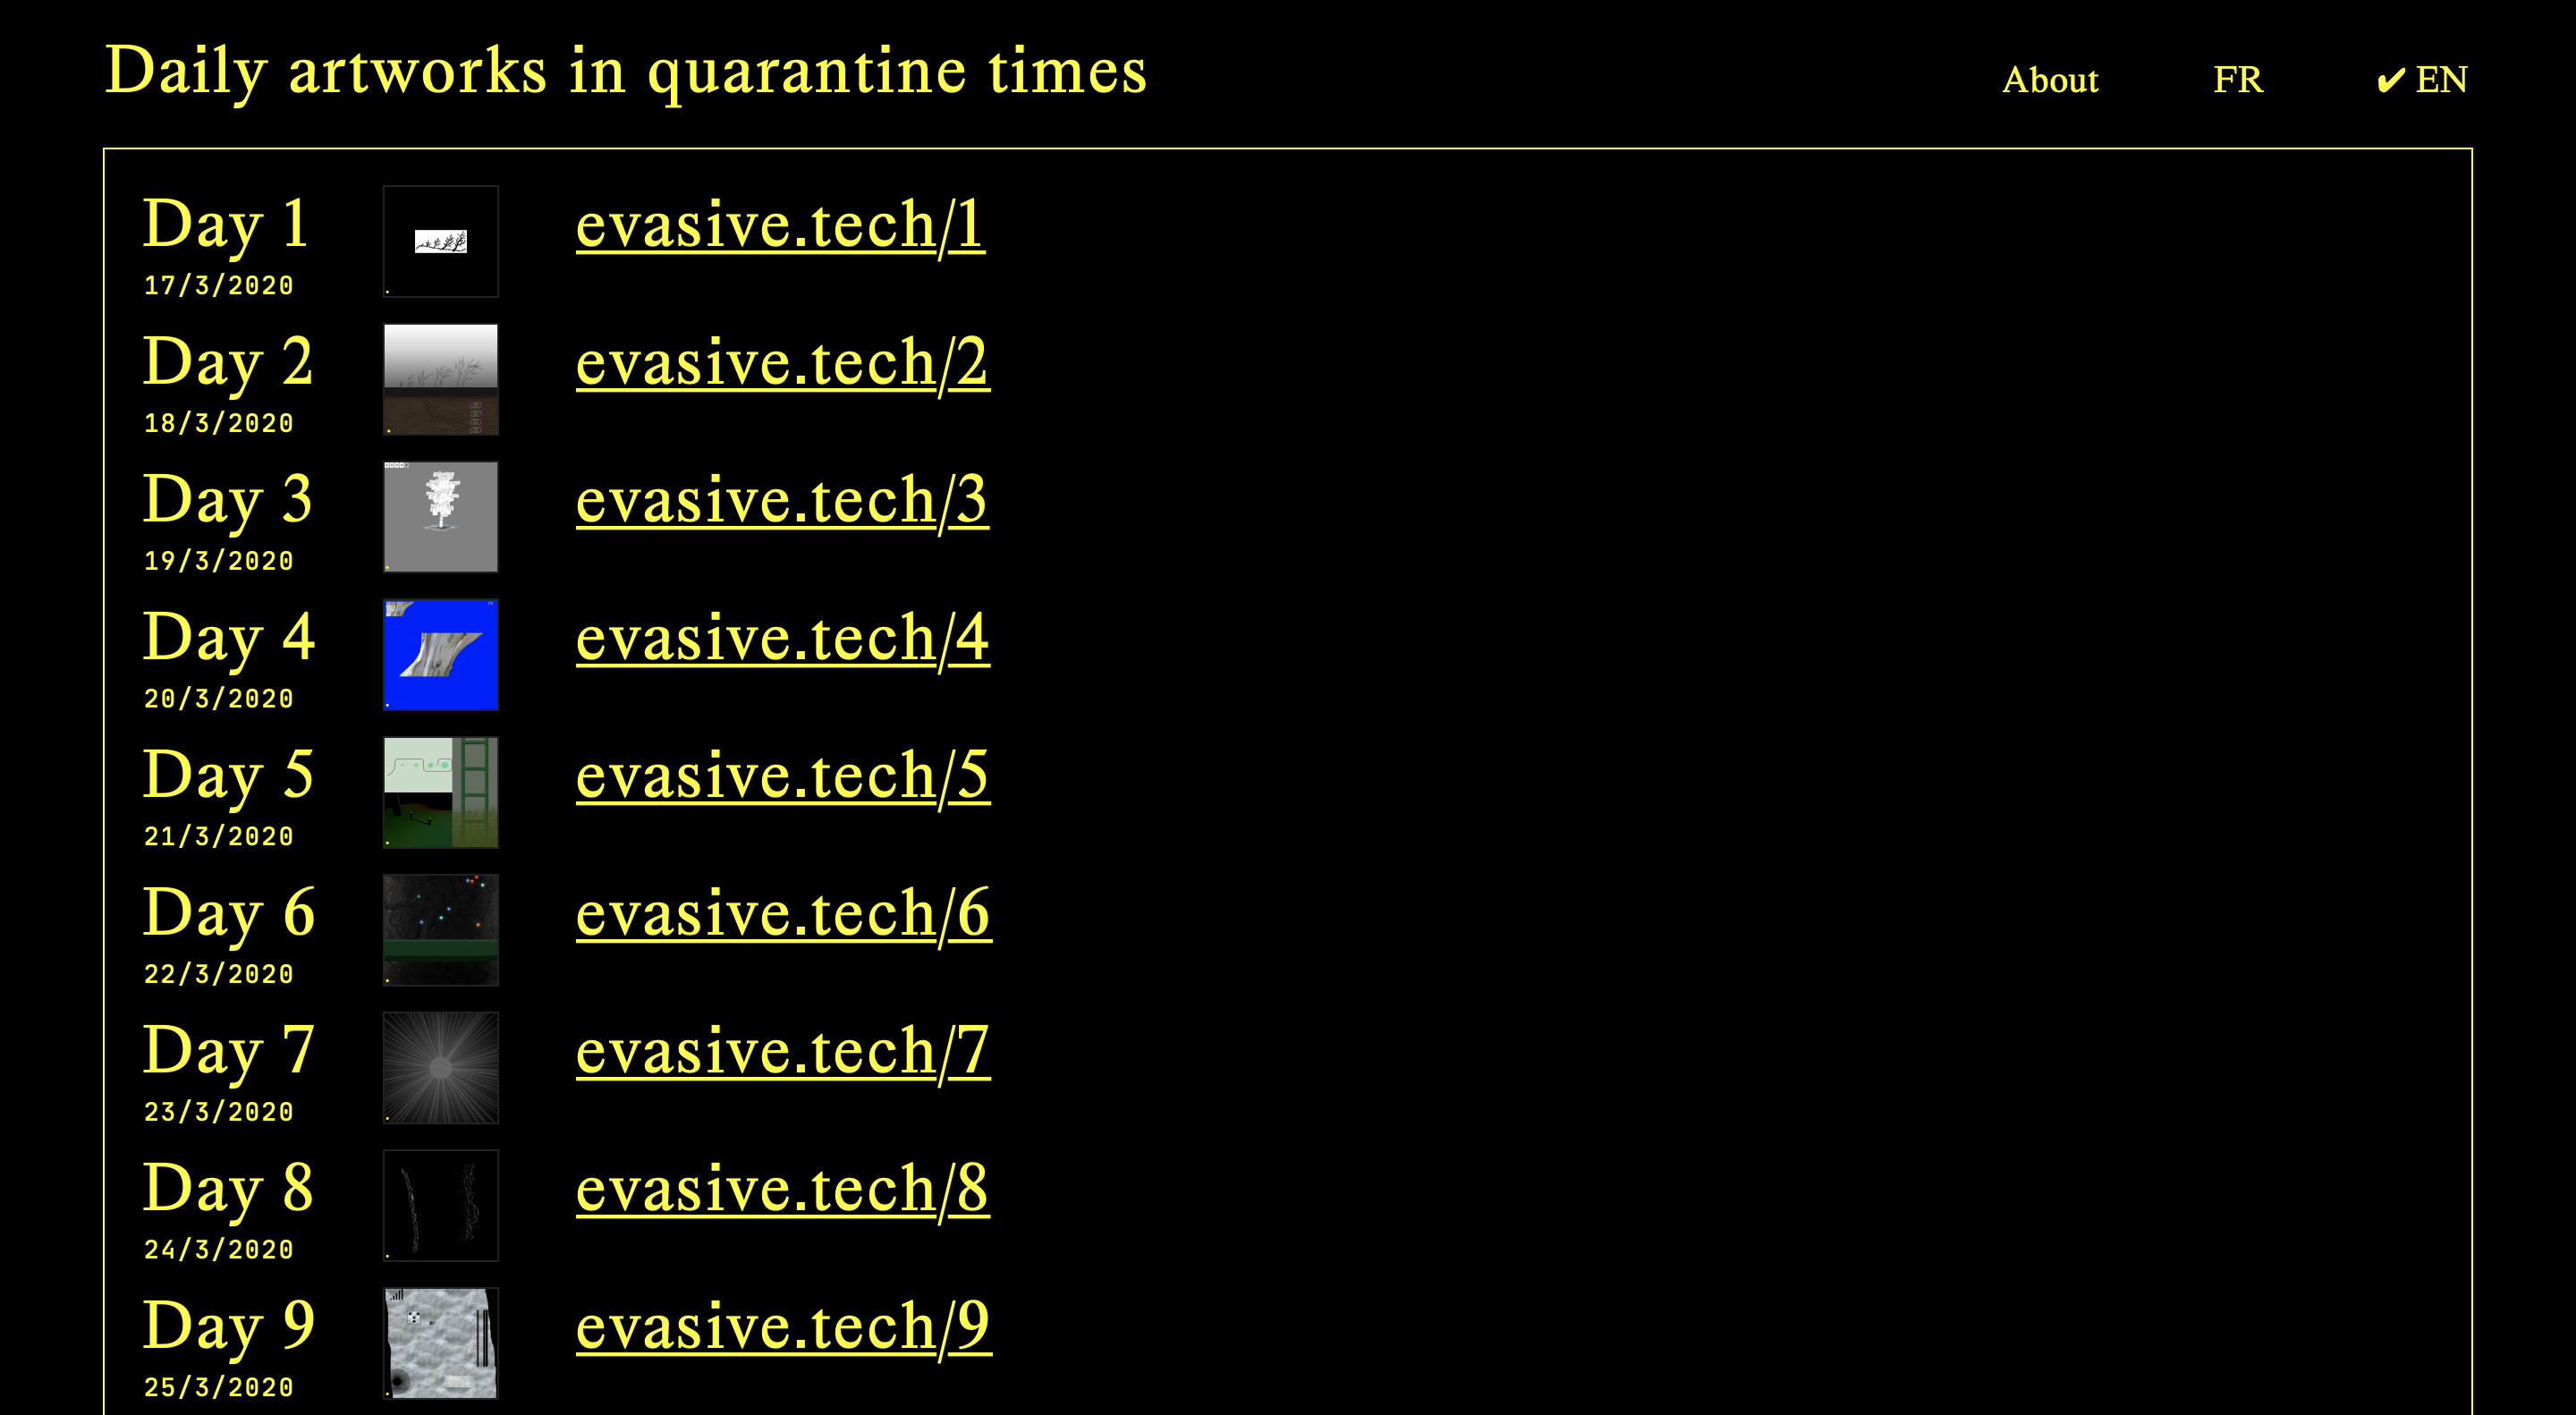 Daily artworks in quarantine times
About FR ✔ EN
Day 1 evasive.tech/1
17/3/2020
Day 2 evasive.tech/2
18/3/2020
Day 3 evasive.tech/3
19/3/2020
Day 4 evasive.tech/4
20/3/2020
Day 5 evasive.tech/5
21/3/2020
Day 6 evasive.tech/6
22/3/2020
Day 7 evasive.tech/7
23/3/2020
Day 8 evasive.tech/8
24/3/2020
Day 9 evasive.tech/9
25/3/2020